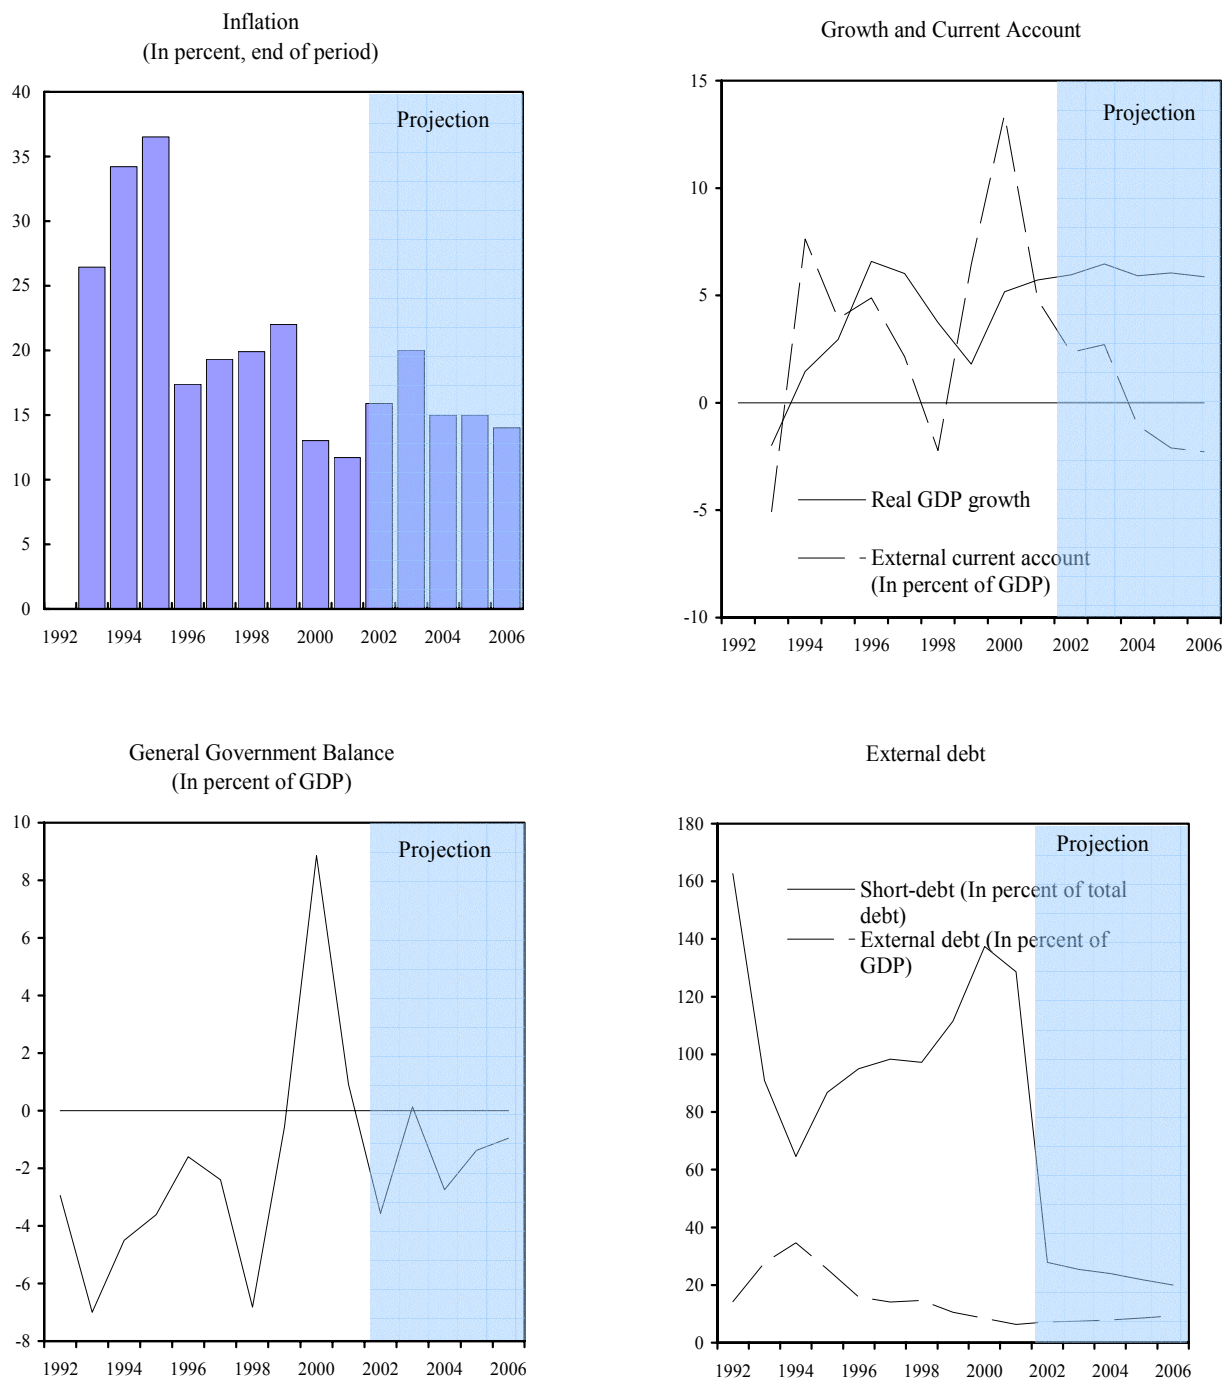 Inflation
(In percent, end of period)
40
35
30
25
20
15
10
5
0
Projection
1992 1994 1996 1998 2000 2002 2004 2006
Growth and Current Account
15
10
5
0
-5
-10
Projection
Real GDP growth
External current account
(In percent of GDP)
1992 1994 1996 1998 2000 2002 2004 2006
General Government Balance
(In percent of GDP)
10
8
6
4
2
0
-2
-4
-6
-8
Projection
1992 1994 1996 1998 2000 2002 2004 2006
External debt
180
160
140
120
100
80
60
40
20
0
Projection
Short-debt (In percent of total
debt)
External debt (In percent of
GDP)
1992 1994 1996 1998 2000 2002 2004 2006